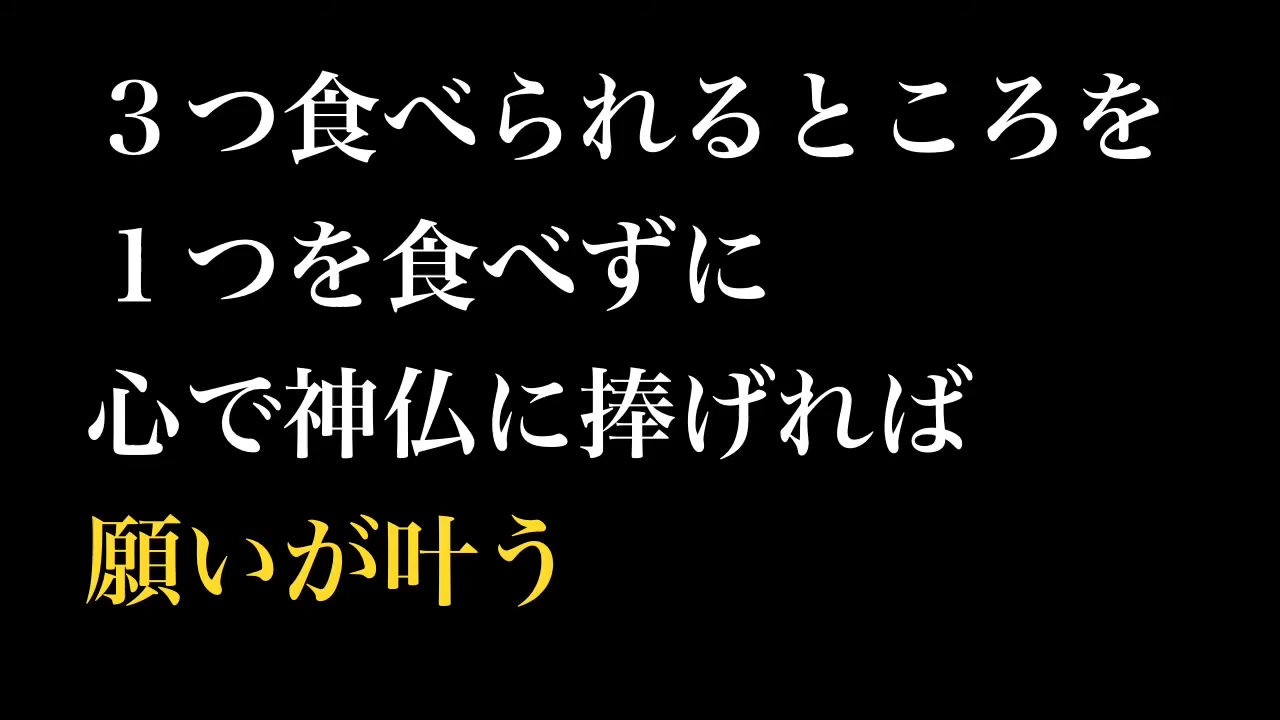 ３つ食べられるところを
１つを食べずに
心で神仏に捧げれば
願いが叶う